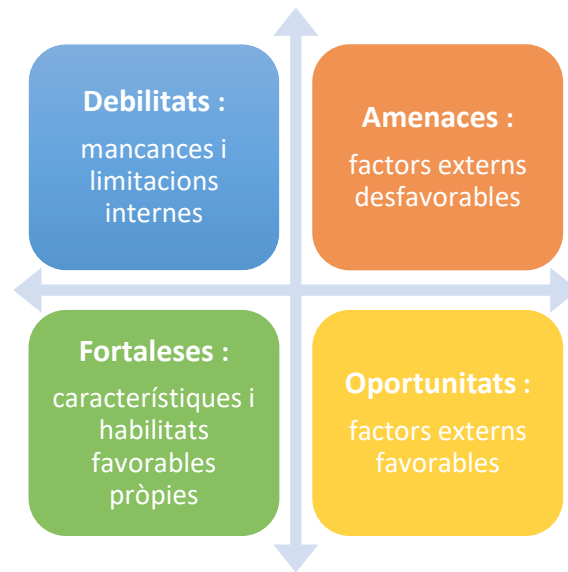 Debilitats :
mancances i
limitacions
internes
Amenaces :
factors externs
desfavorables
Fortaleses :
característiques i
habilitats
favorables
pròpies
Oportunitats :
factors externs
favorables